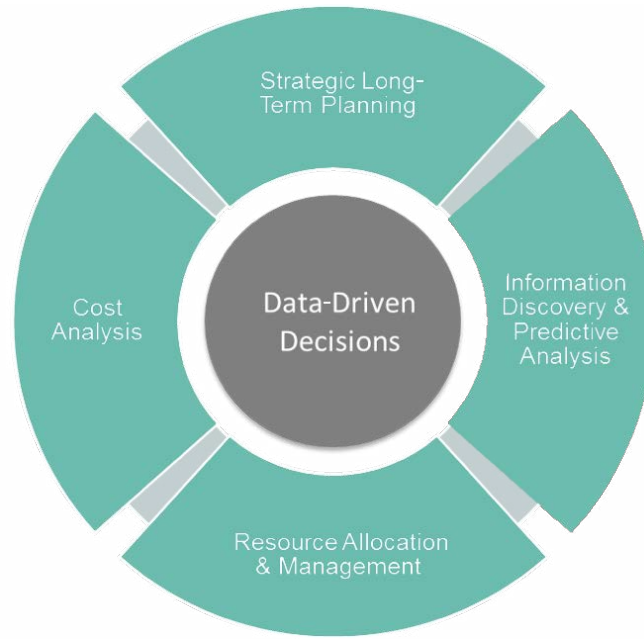 Strategic Long-
Term Planning
Information
Discovery &
Predictive
Analysis
Data-Driven
Decisions
Cost
Analysis
Resource Allocation
& Management